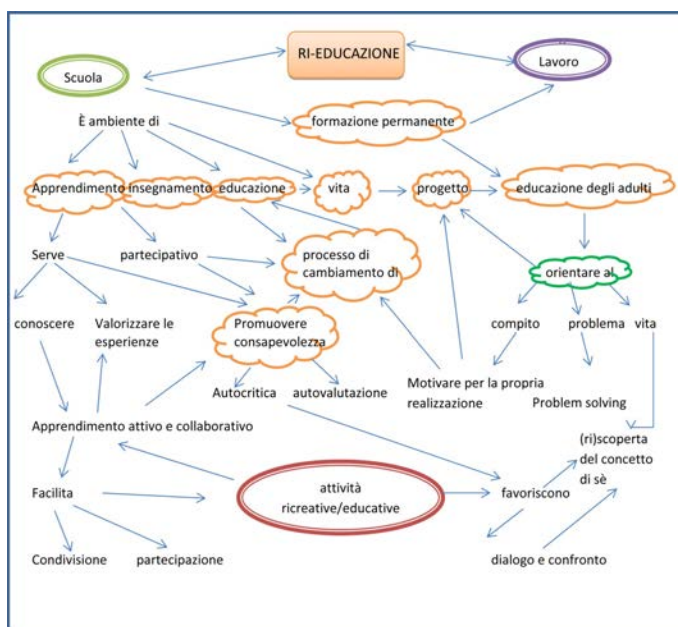 RI-EDUCAZIONE
Scuola
Lavoro
È ambiente di
formazione permanente
Apprendimento
insegnamento
educazione
vita
progetto
educazione degli adulti
Serve
partecipativo
processo di
cambiamento di
orientare al
conoscere
Valorizzare le
esperienze
Promuovere
consapevolezza
compito
problema
vita
Autocritica
autovalutazione
Motivare per la propria
realizzazione
Problem solving
Apprendimento attivo e collaborativo
(ri)scoperta
del concetto
di sè
Facilita
attività
ricreative/educative
favoriscono
Condivisione
partecipazione
dialogo e confronto